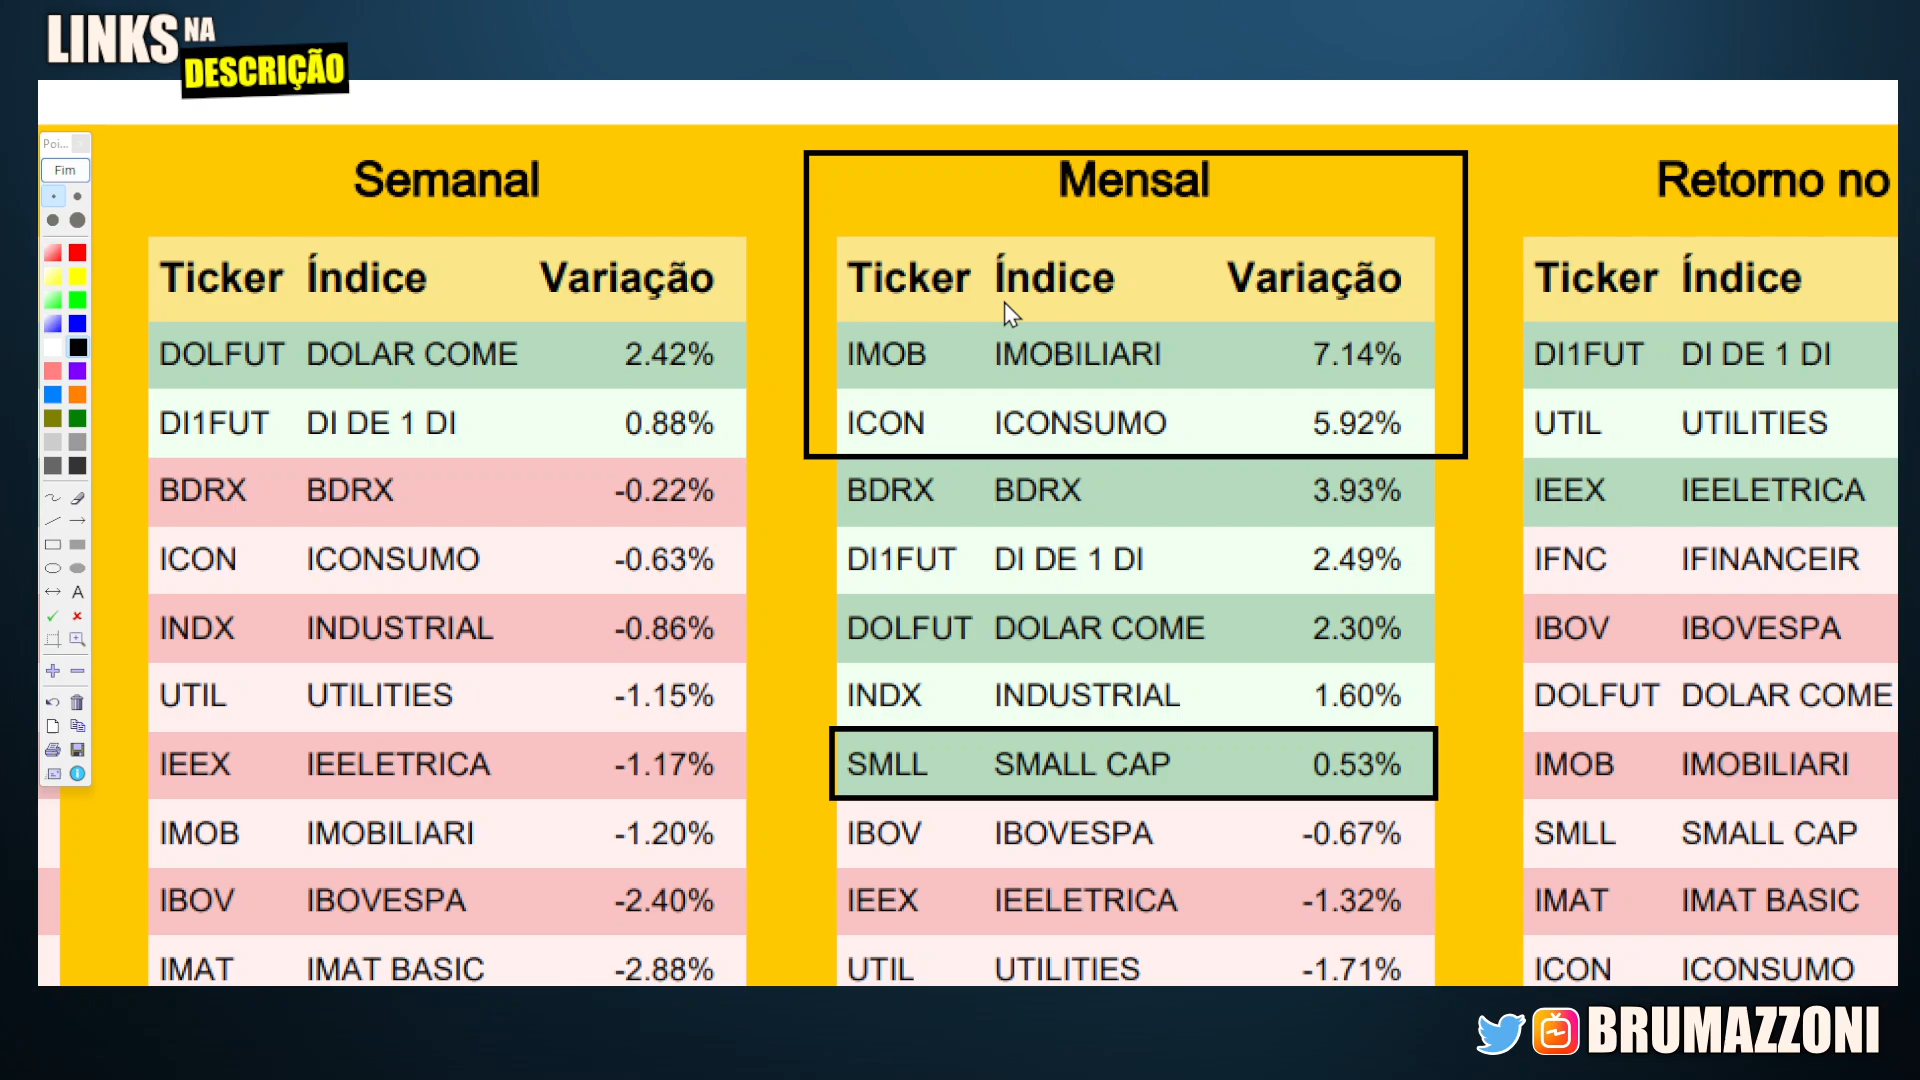 LINKS NA
DESCRIÇÃO
Poi...
Fim
A
Semanal
Ticker Índice Variação
DOLFUT DOLAR COME 2.42%
DI1FUT DI DE 1 DI 0.88%
BDRX BDRX -0.22%
ICON ICONSUMO -0.63%
INDX INDUSTRIAL -0.86%
UTIL UTILITIES -1.15%
IEEX IEELETRICA -1.17%
IMOB IMOBILIARI -1.20%
IBOV IBOVESPA -2.40%
IMAT IMAT BASIC -2.88%
Mensal
Ticker Índice Variação
IMOB IMOBILIARI 7.14%
ICON ICONSUMO 5.92%
BDRX BDRX 3.93%
DI1FUT DI DE 1 DI 2.49%
DOLFUT DOLAR COME 2.30%
INDX INDUSTRIAL 1.60%
SMLL SMALL CAP 0.53%
IBOV IBOVESPA -0.67%
IEEX IEELETRICA -1.32%
UTIL UTILITIES -1.71%
Retorno no
Ticker Índice
DI1FUT DI DE 1 DI
UTIL UTILITIES
IEEX IEELETRICA
IFNC IFINANCEIR
IBOV IBOVESPA
DOLFUT DOLAR COME
IMOB IMOBILIARI
SMLL SMALL CAP
IMAT IMAT BASIC
ICON ICONSUMO
BRUMAZZONI